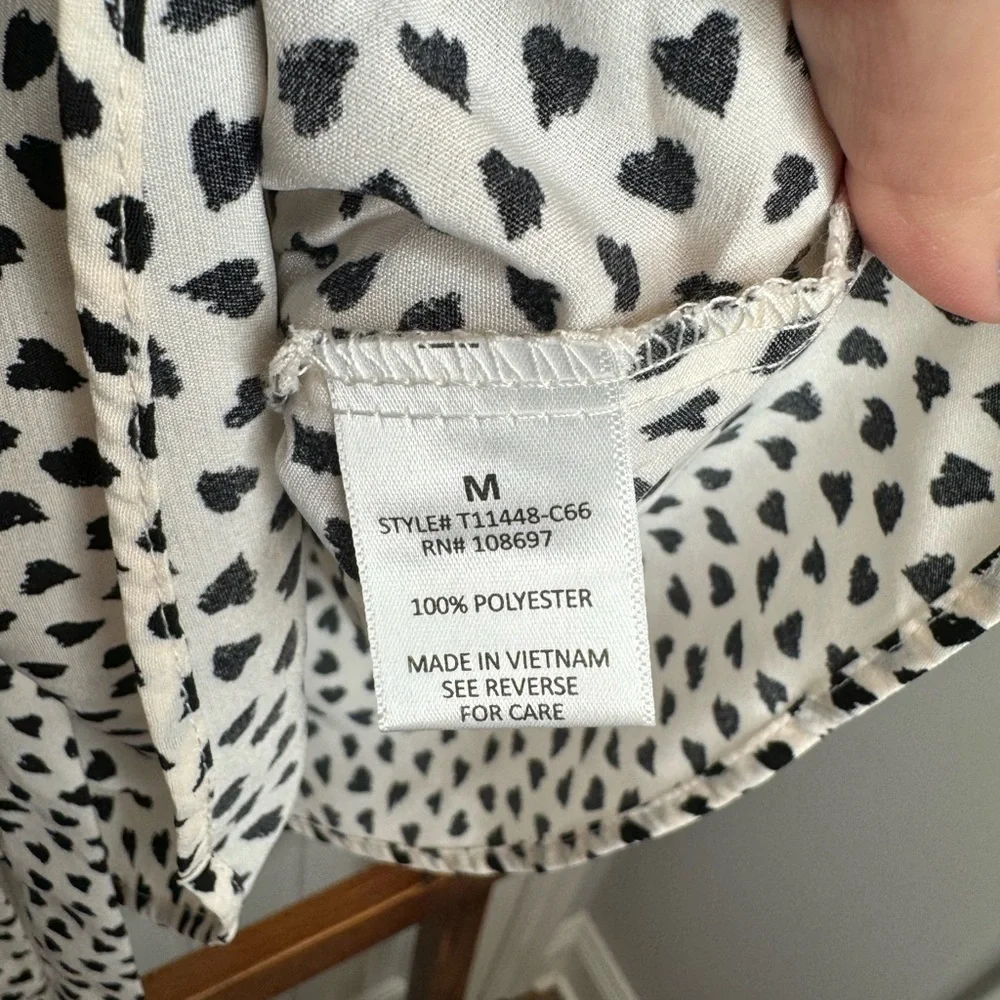 M
STYLE# T11448-C66
RN# 108697
100% POLYESTER
MADE IN VIETNAM
SEE REVERSE
FOR CARE